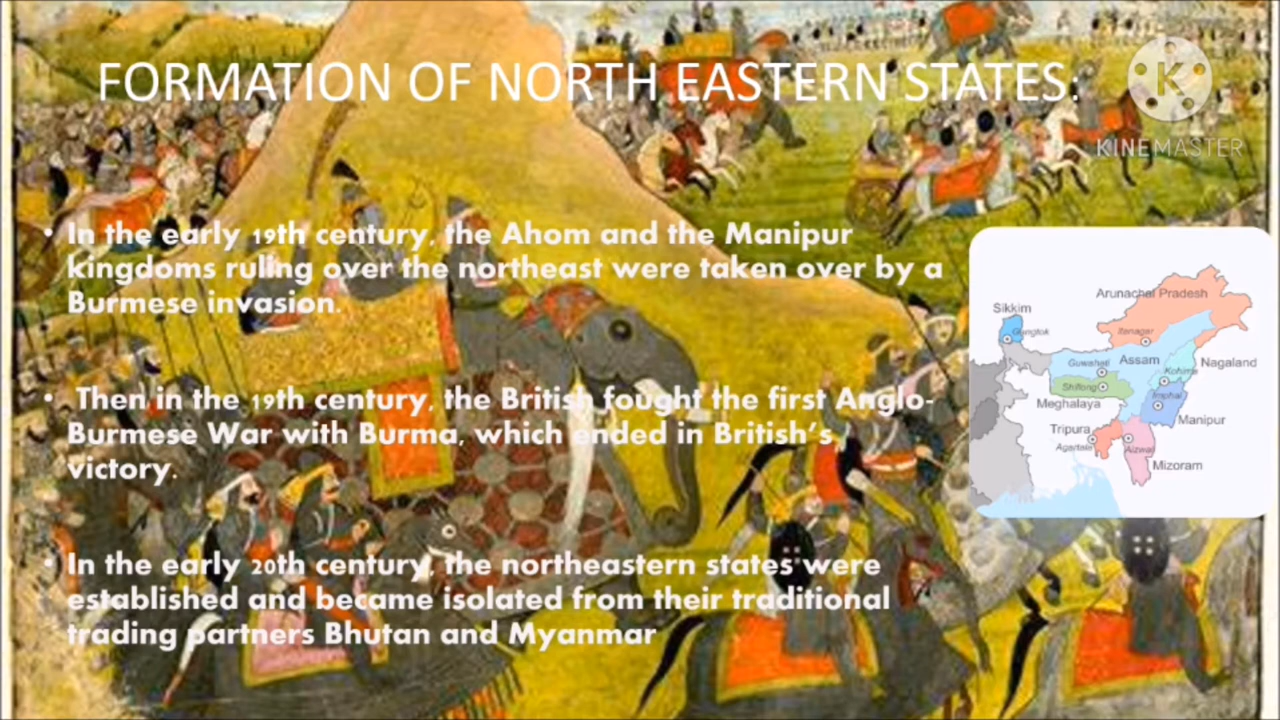 FORMATION OF NORTH EASTERN STATES:
K
KINEMASTER
• In the early 19th century, the Ahom and the Manipur
kingdoms ruling over the northeast were taken over by a
Burmese invasion.
• Then in the 19th century, the British fought the first Anglo-
Burmese War with Burma, which ended in British's
victory.
• In the early 20th century, the northeastern states were
established and became isolated from their traditional
trading partners Bhutan and Myanmar
Arunachal Pradesh
Sikkim
Gungtok
Itanagar
Guwahati
Assam
Nagaland
Kohima
Shillong
Imphal
Meghalaya
Manipur
Tripura
Agartala
Aizwal
Mizoram